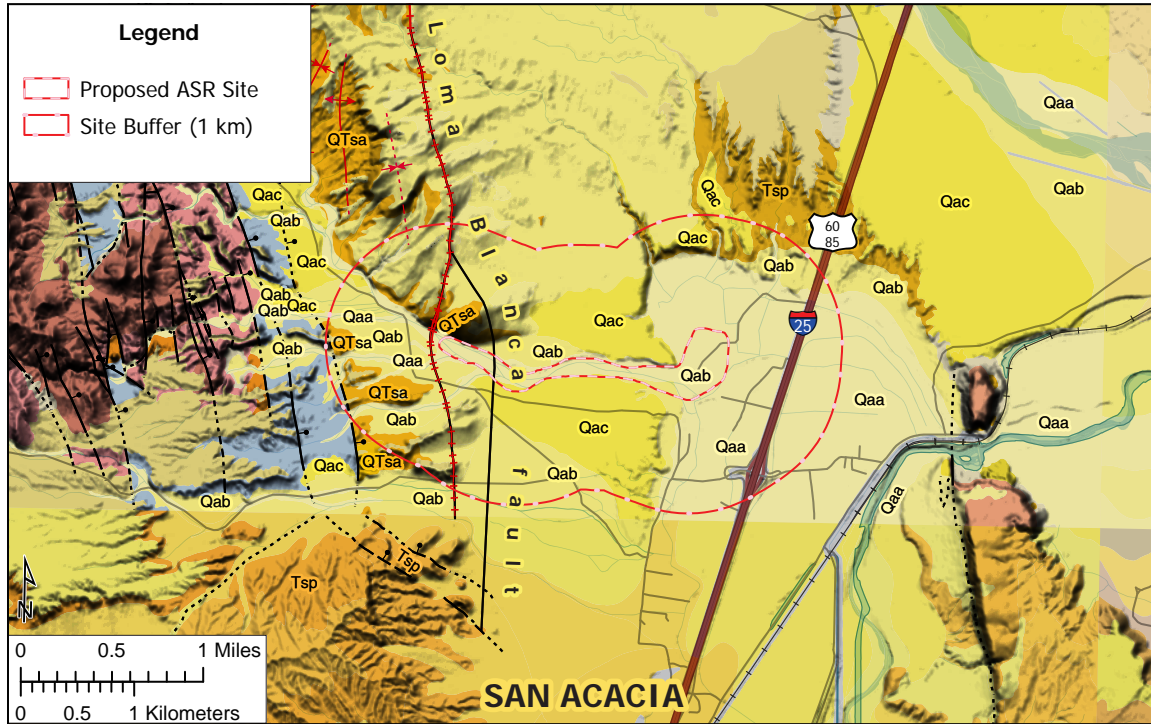 Legend
Proposed ASR Site
Site Buffer (1 km)
Loma
Blanca
fault
QTsa
Qac
Tsp
Qaa
Qab
Qac
Qac
Qab
Qac
Qac
60
85
Qab
Qab
Qab
Qab
Qac
Qaa
QTsa
Qac
25
QTsa
Qab
Qab
Qab
Qaa
Qab
QTsa
Qaa
Qab
Qac
Qaa
Qaa
Qaa
QTsa
Qac
Qab
Qab
Qab
Qaa
Tsp
Tsp
0 0.5 1 Miles
0 0.5 1 Kilometers
N
SAN ACACIA